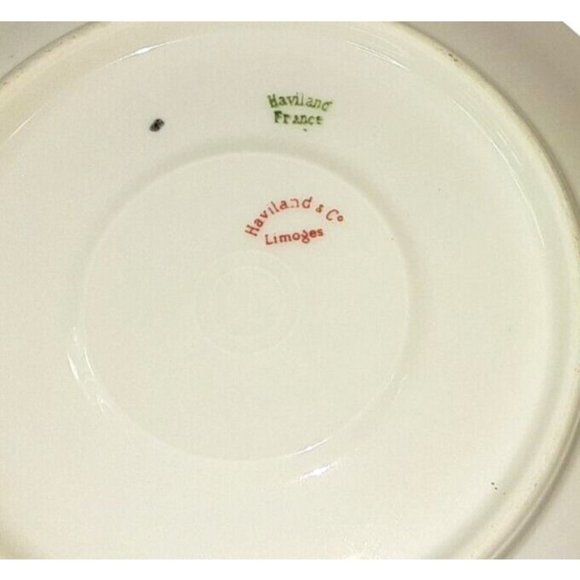 Haviland
France
Haviland & Co
Limoges